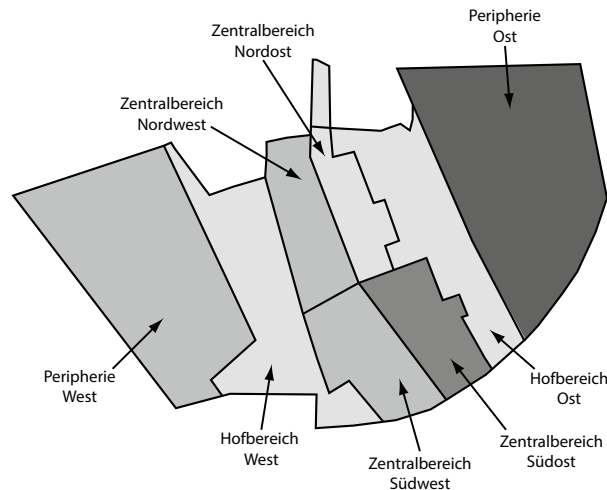 Peripherie
Ost
Zentralbereich
Nordost
Zentralbereich
Nordwest
Peripherie
West
Hofbereich
West
Zentralbereich
Südwest
Zentralbereich
Südost
Hofbereich
Ost